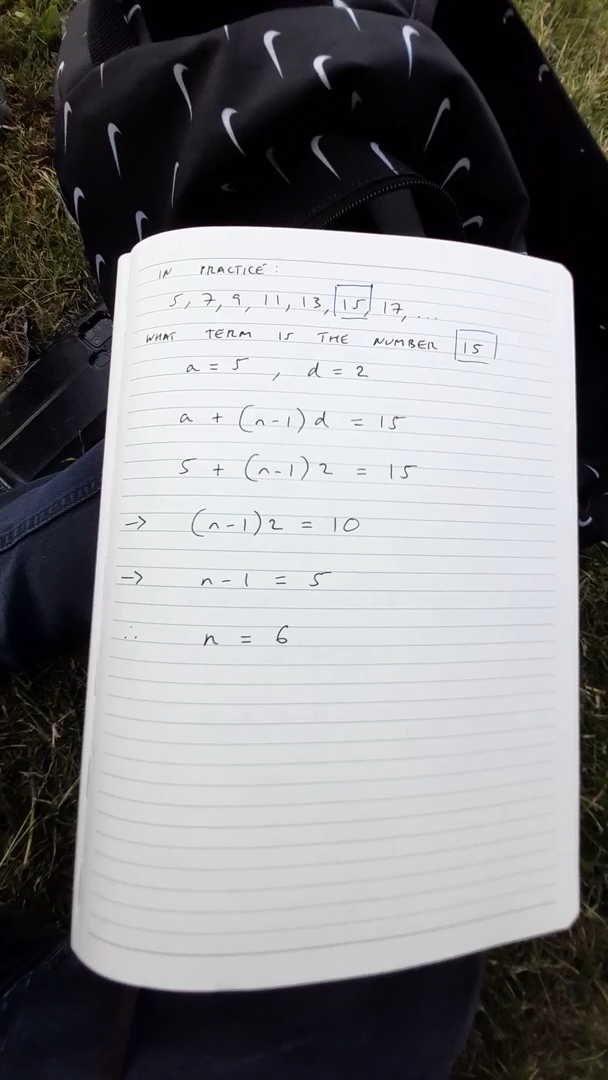 IN PRACTICE:
5, 7, 9, 11, 13, 15, 17, ...
WHAT TERM IS THE NUMBER 15
a = 5 , d = 2
a + (n-1) d = 15
5 + (n-1) 2 = 15
→ (n-1) 2 = 10
→ n - 1 = 5
∴ n = 6